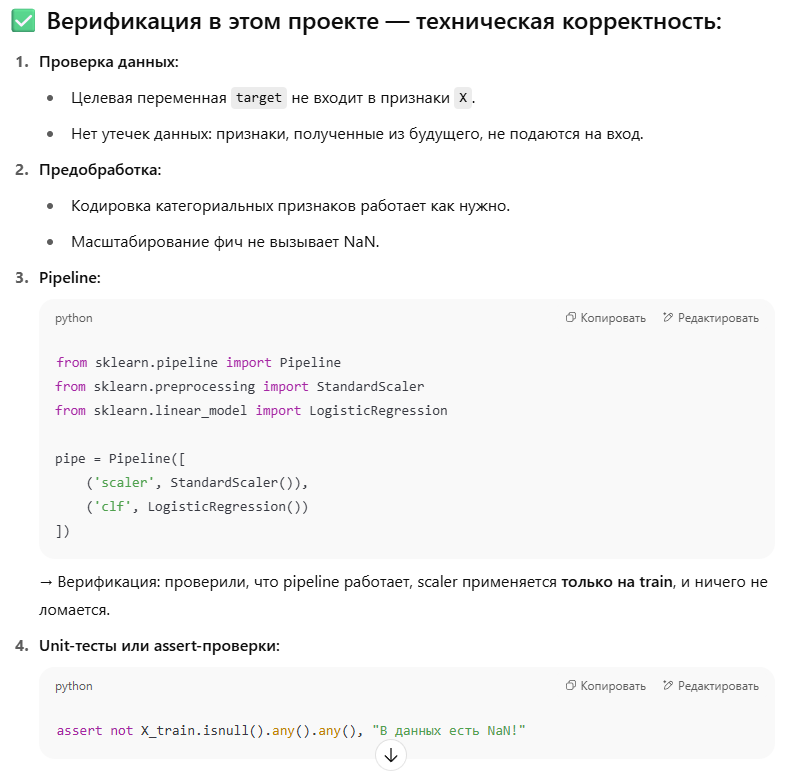 ✅ Верификация в этом проекте — техническая корректность:
1. Проверка данных:
• Целевая переменная target не входит в признаки X.
• Нет утечек данных: признаки, полученные из будущего, не подаются на вход.
2. Предобработка:
• Кодировка категориальных признаков работает как нужно.
• Масштабирование фич не вызывает NaN.
3. Pipeline:
python Копировать Редактировать
from sklearn.pipeline import Pipeline
from sklearn.preprocessing import StandardScaler
from sklearn.linear_model import LogisticRegression
pipe = Pipeline([
    ('scaler', StandardScaler()),
    ('clf', LogisticRegression())
])
→ Верификация: проверили, что pipeline работает, scaler применяется только на train, и ничего не
ломается.
4. Unit-тесты или assert-проверки:
python Копировать Редактировать
assert not X_train.isnull().any().any(), "В данных есть NaN!"